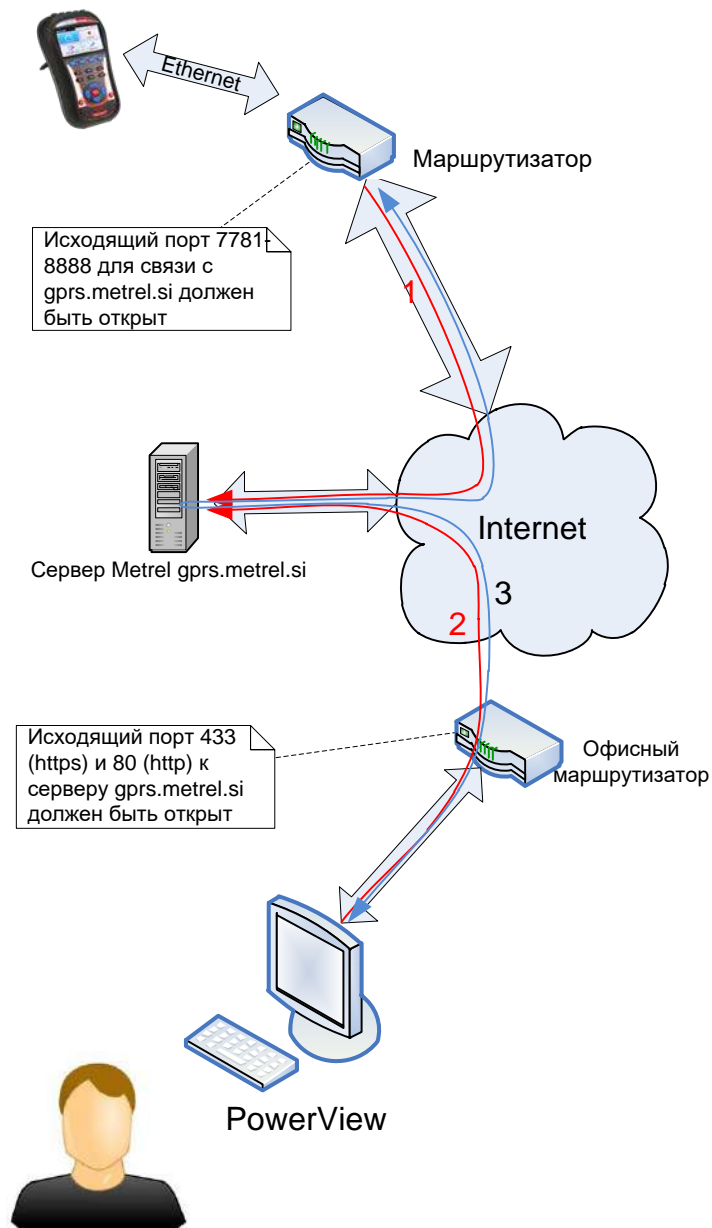 Ethernet
Маршрутизатор
Исходящий порт 7781-
8888 для связи с
gprs.metrel.si должен
быть открыт
1
Internet
Сервер Metrel gprs.metrel.si
3
2
Исходящий порт 433
(https) и 80 (http) к
серверу gprs.metrel.si
должен быть открыт
Офисный
маршрутизатор
PowerView